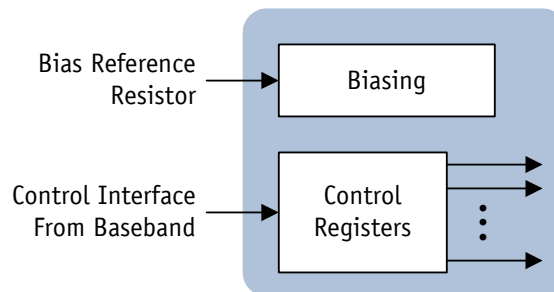 Bias Reference
Resistor
Biasing
Control Interface
From Baseband
Control
Registers